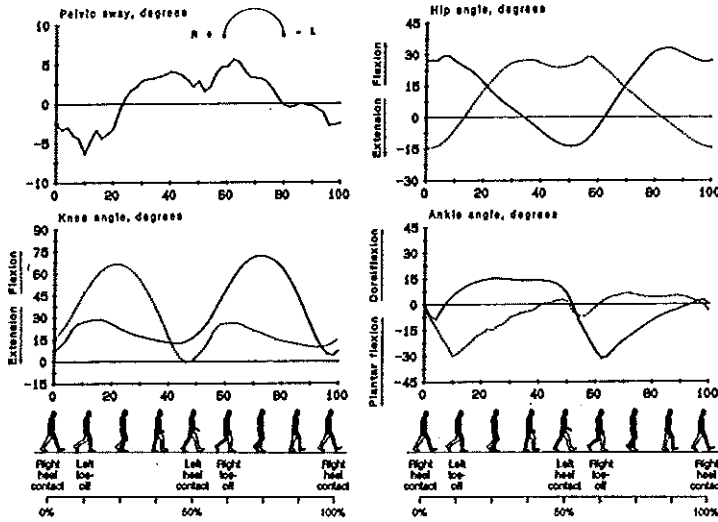 Pelvic sway, degrees
R + - L
10
5
0
-5
-10
0 20 40 60 80 100
Hip angle, degrees
Extension Flexion
45
30
15
0
-15
-30
0 20 40 60 80 100
Knee angle, degrees
Extension Flexion
90
75
60
45
30
15
0
-15
0 20 40 60 80 100
Ankle angle, degrees
Plantar flexion Dorsiflexion
45
30
15
0
-15
-30
-45
0 20 40 60 80 100
Right Left Left Right Right
heel toe- heel toe- heel
contact off contact off contact
0% 50% 100%
Right Left Left Right Right
heel toe- heel toe- heel
contact off contact off contact
0% 50% 100%